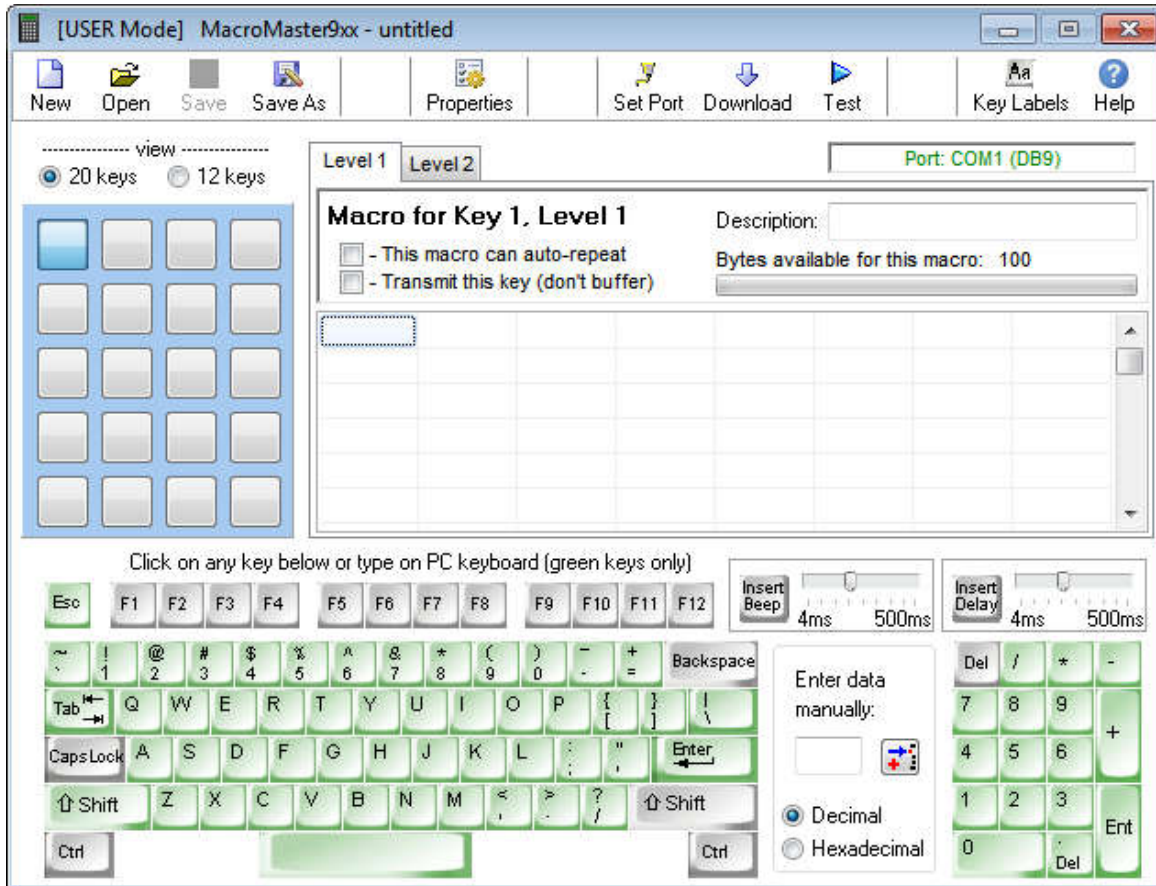 [USER Mode] MacroMaster9xx - untitled
New Open Save Save As Properties Set Port Download Test Key Labels Help
view
20 keys 12 keys
Level 1 Level 2
Port: COM1 (DB9)
Macro for Key 1, Level 1
Description:
- This macro can auto-repeat
Bytes available for this macro: 100
- Transmit this key (don't buffer)
Click on any key below or type on PC keyboard (green keys only)
Esc F1 F2 F3 F4 F5 F6 F7 F8 F9 F10 F11 F12
Insert Beep 4ms 500ms
Insert Delay 4ms 500ms
~ ! @ # $ % ^ & * ( ) - +
` 1 2 3 4 5 6 7 8 9 0 - = Backspace
Tab Q W E R T Y U I O P { [ } ] | \
Caps Lock A S D F G H J K L : ; " ' Enter
Shift Z X C V B N M < , > . ? / Shift
Ctrl Ctrl
Enter data
manually:
Decimal
Hexadecimal
Del / * -
7 8 9 +
4 5 6
1 2 3 Ent
0 . Del